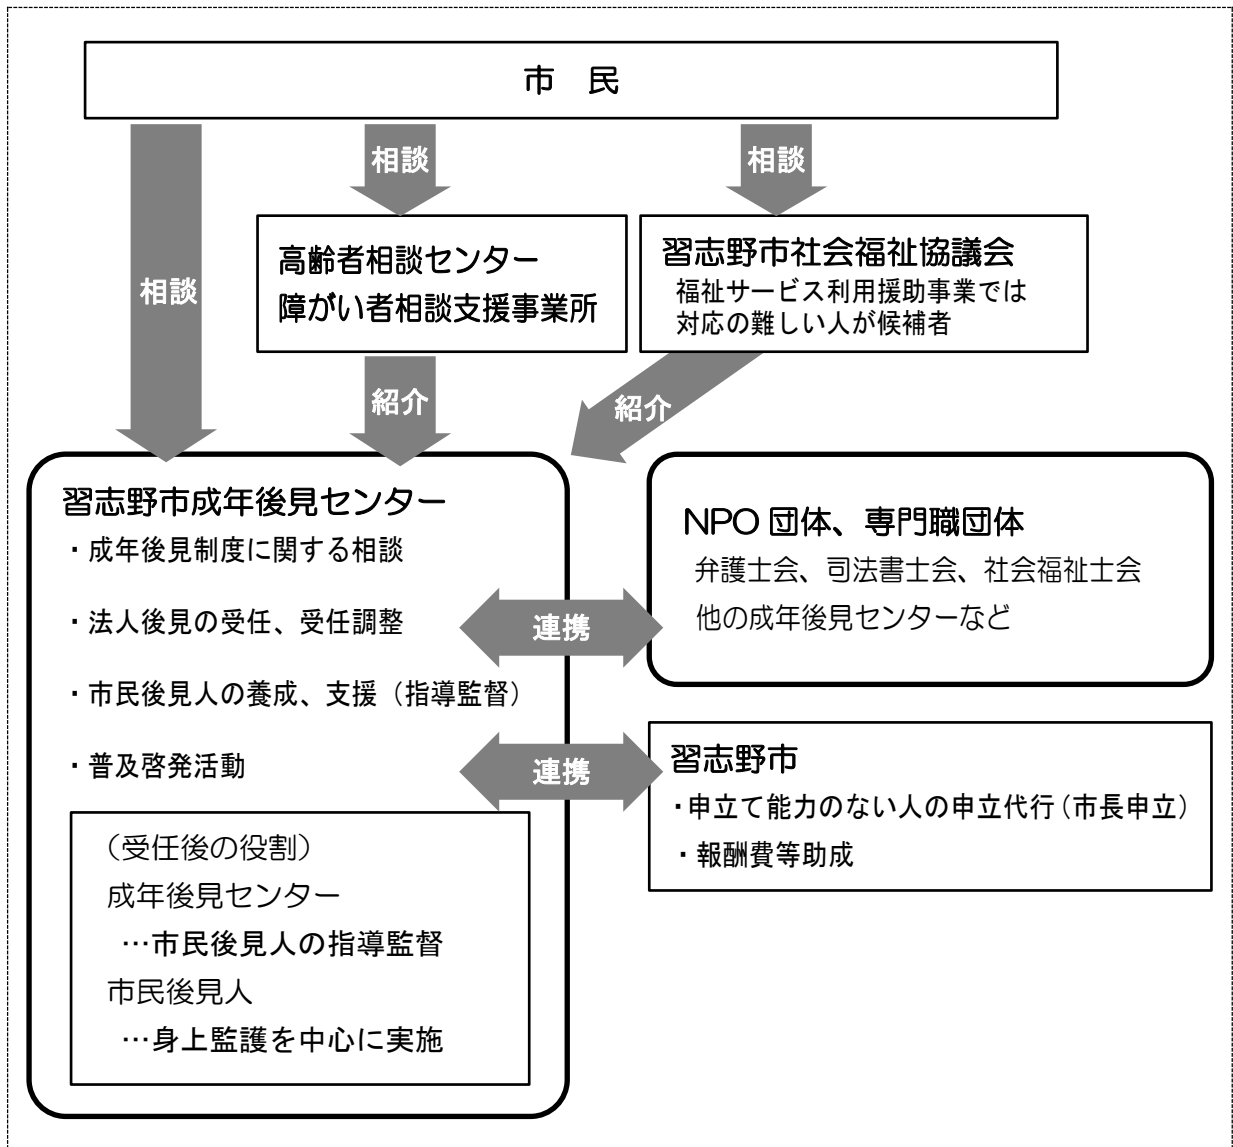 市　民
相談
相談
相談
高齢者相談センター
障がい者相談支援事業所
習志野市社会福祉協議会
福祉サービス利用援助事業では
対応の難しい人が候補者
紹介
紹介
習志野市成年後見センター
・成年後見制度に関する相談
・法人後見の受任、受任調整
・市民後見人の養成、支援（指導監督）
・普及啓発活動
（受任後の役割）
成年後見センター
…市民後見人の指導監督
市民後見人
…身上監護を中心に実施
連携
連携
NPO 団体、専門職団体
弁護士会、司法書士会、社会福祉士会
他の成年後見センターなど
習志野市
・申立て能力のない人の申立代行（市長申立）
・報酬費等助成